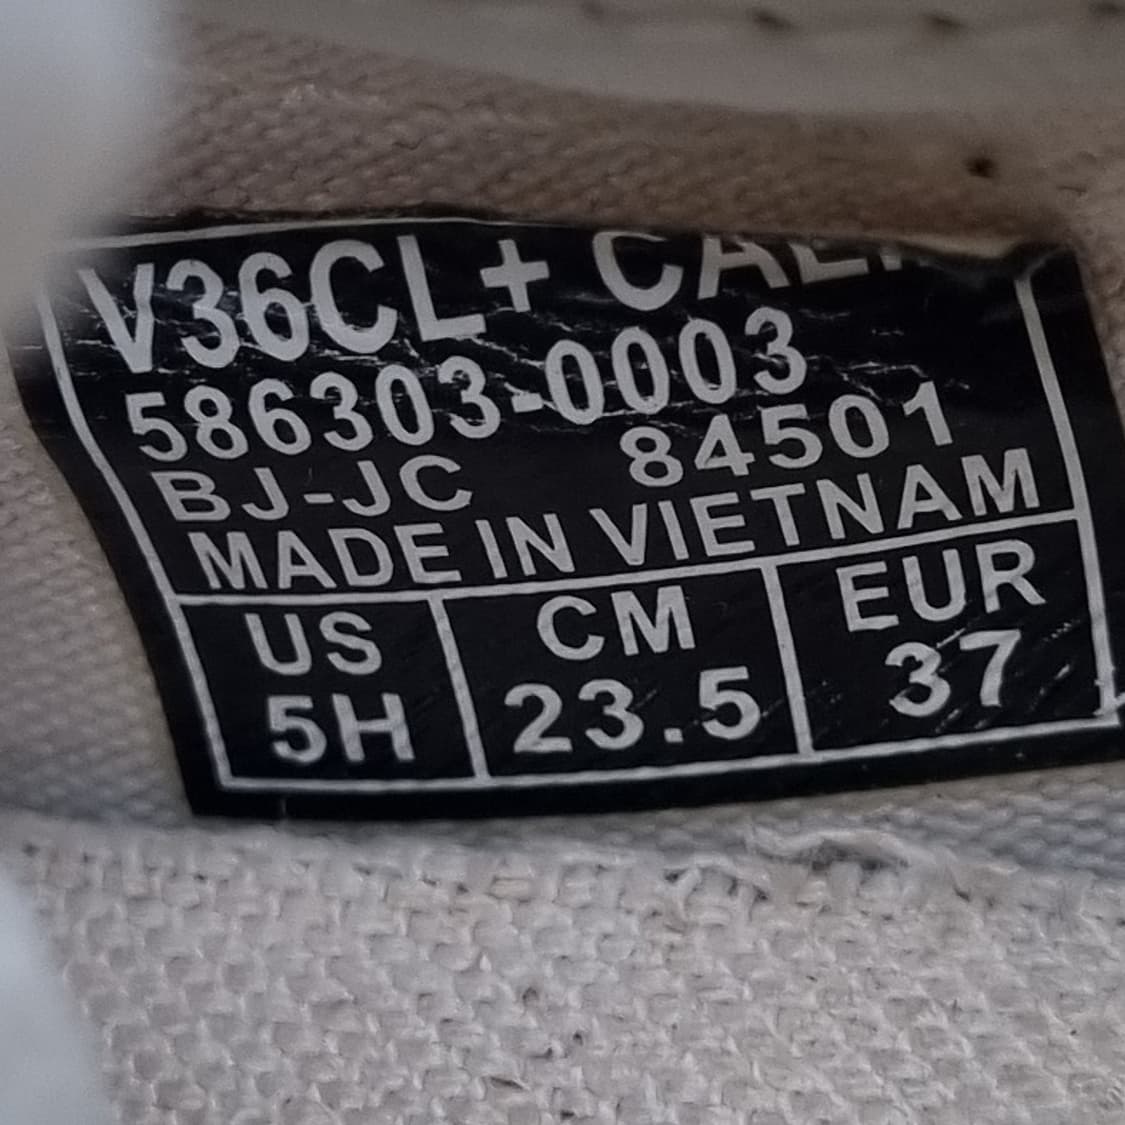 V36CL+
586303-0003
BJ-JC 84501
MADE IN VIETNAM
US CM EUR
5H 23.5 37